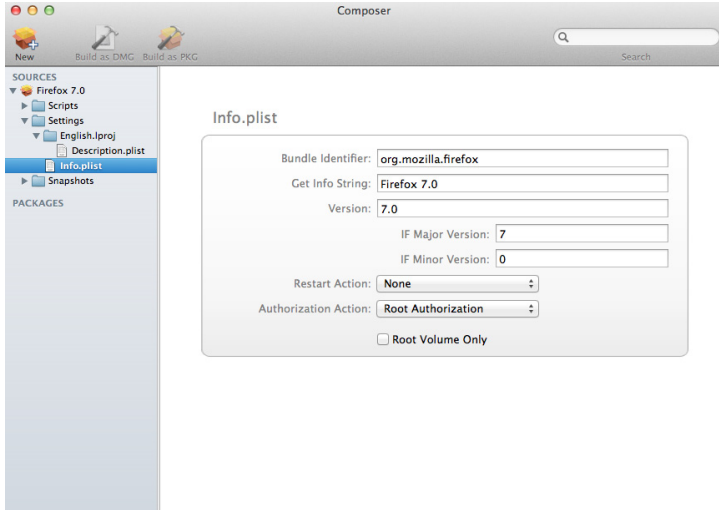 Composer
New
Build as DMG
Build as PKG
Search
SOURCES
Firefox 7.0
Scripts
Settings
English.lproj
Description.plist
Info.plist
Snapshots
PACKAGES
Info.plist
Bundle Identifier: org.mozilla.firefox
Get Info String: Firefox 7.0
Version: 7.0
IF Major Version: 7
IF Minor Version: 0
Restart Action: None
Authorization Action: Root Authorization
Root Volume Only